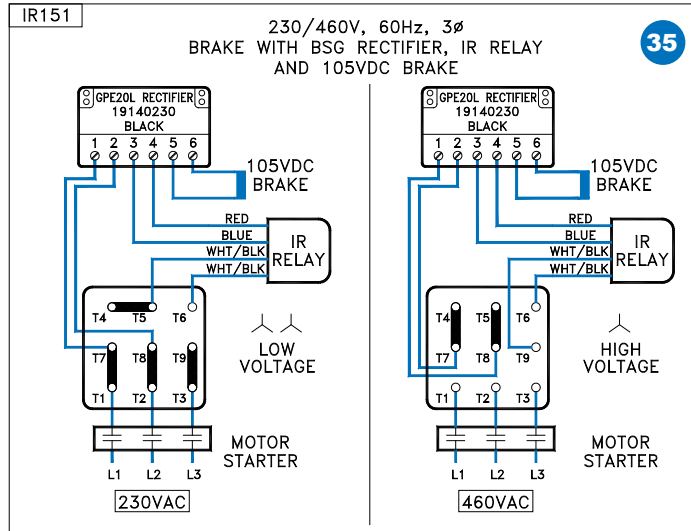 IR151
230/460V, 60Hz, 3ø
BRAKE WITH BSG RECTIFIER, IR RELAY
AND 105VDC BRAKE
35
GPE20L RECTIFIER
19140230
BLACK
1 2 3 4 5 6
105VDC
BRAKE
RED
BLUE
WHT/BLK
WHT/BLK
IR
RELAY
T4 T5 T6
T7 T8 T9
T1 T2 T3
LOW
VOLTAGE
MOTOR
STARTER
L1 L2 L3
230VAC
GPE20L RECTIFIER
19140230
BLACK
1 2 3 4 5 6
105VDC
BRAKE
RED
BLUE
WHT/BLK
WHT/BLK
IR
RELAY
T4 T5 T6
T7 T8 T9
T1 T2 T3
HIGH
VOLTAGE
MOTOR
STARTER
L1 L2 L3
460VAC